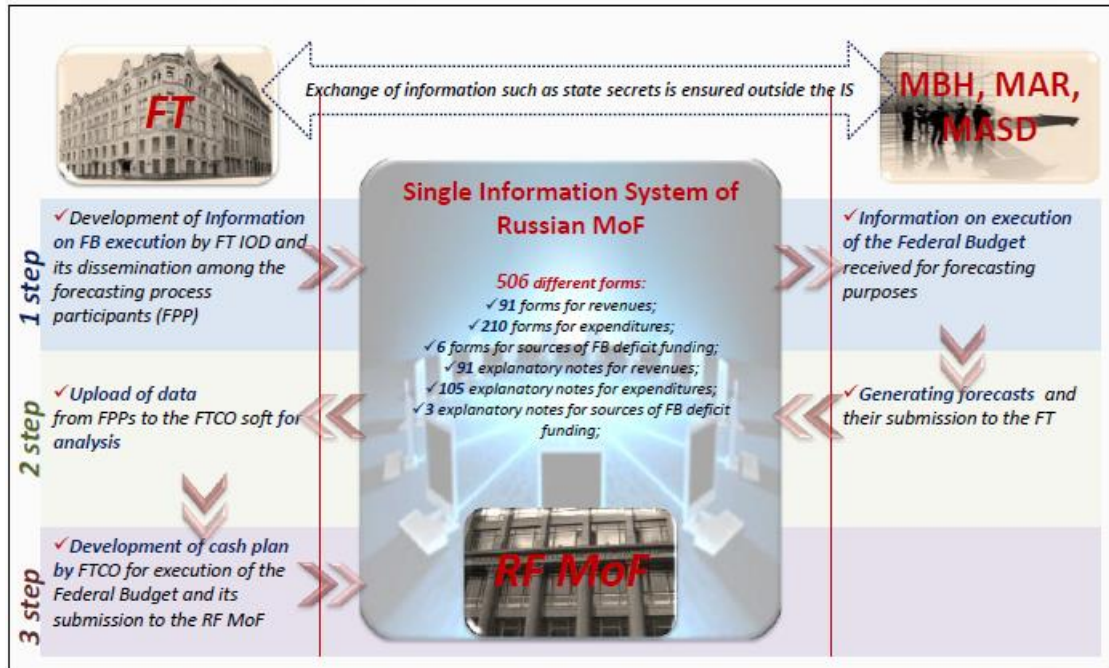 FT
Exchange of information such as state secrets is ensured outside the IS
MBH, MAR,
MASD
Single Information System of
Russian MoF
506 different forms:
✓91 forms for revenues;
✓210 forms for expenditures;
✓6 forms for sources of FB deficit funding;
✓91 explanatory notes for revenues;
✓105 explanatory notes for expenditures;
✓3 explanatory notes for sources of FB deficit
funding;
RF MoF
1 step
✓Development of Information
on FB execution by FT IOD and
its dissemination among the
forecasting process
participants (FPP)
✓Information on execution
of the Federal Budget
received for forecasting
purposes
2 step
✓Upload of data
from FPPs to the FTCO soft for
analysis
✓Generating forecasts and
their submission to the FT
3 step
✓Development of cash plan
by FTCO for execution of the
Federal Budget and its
submission to the RF MoF